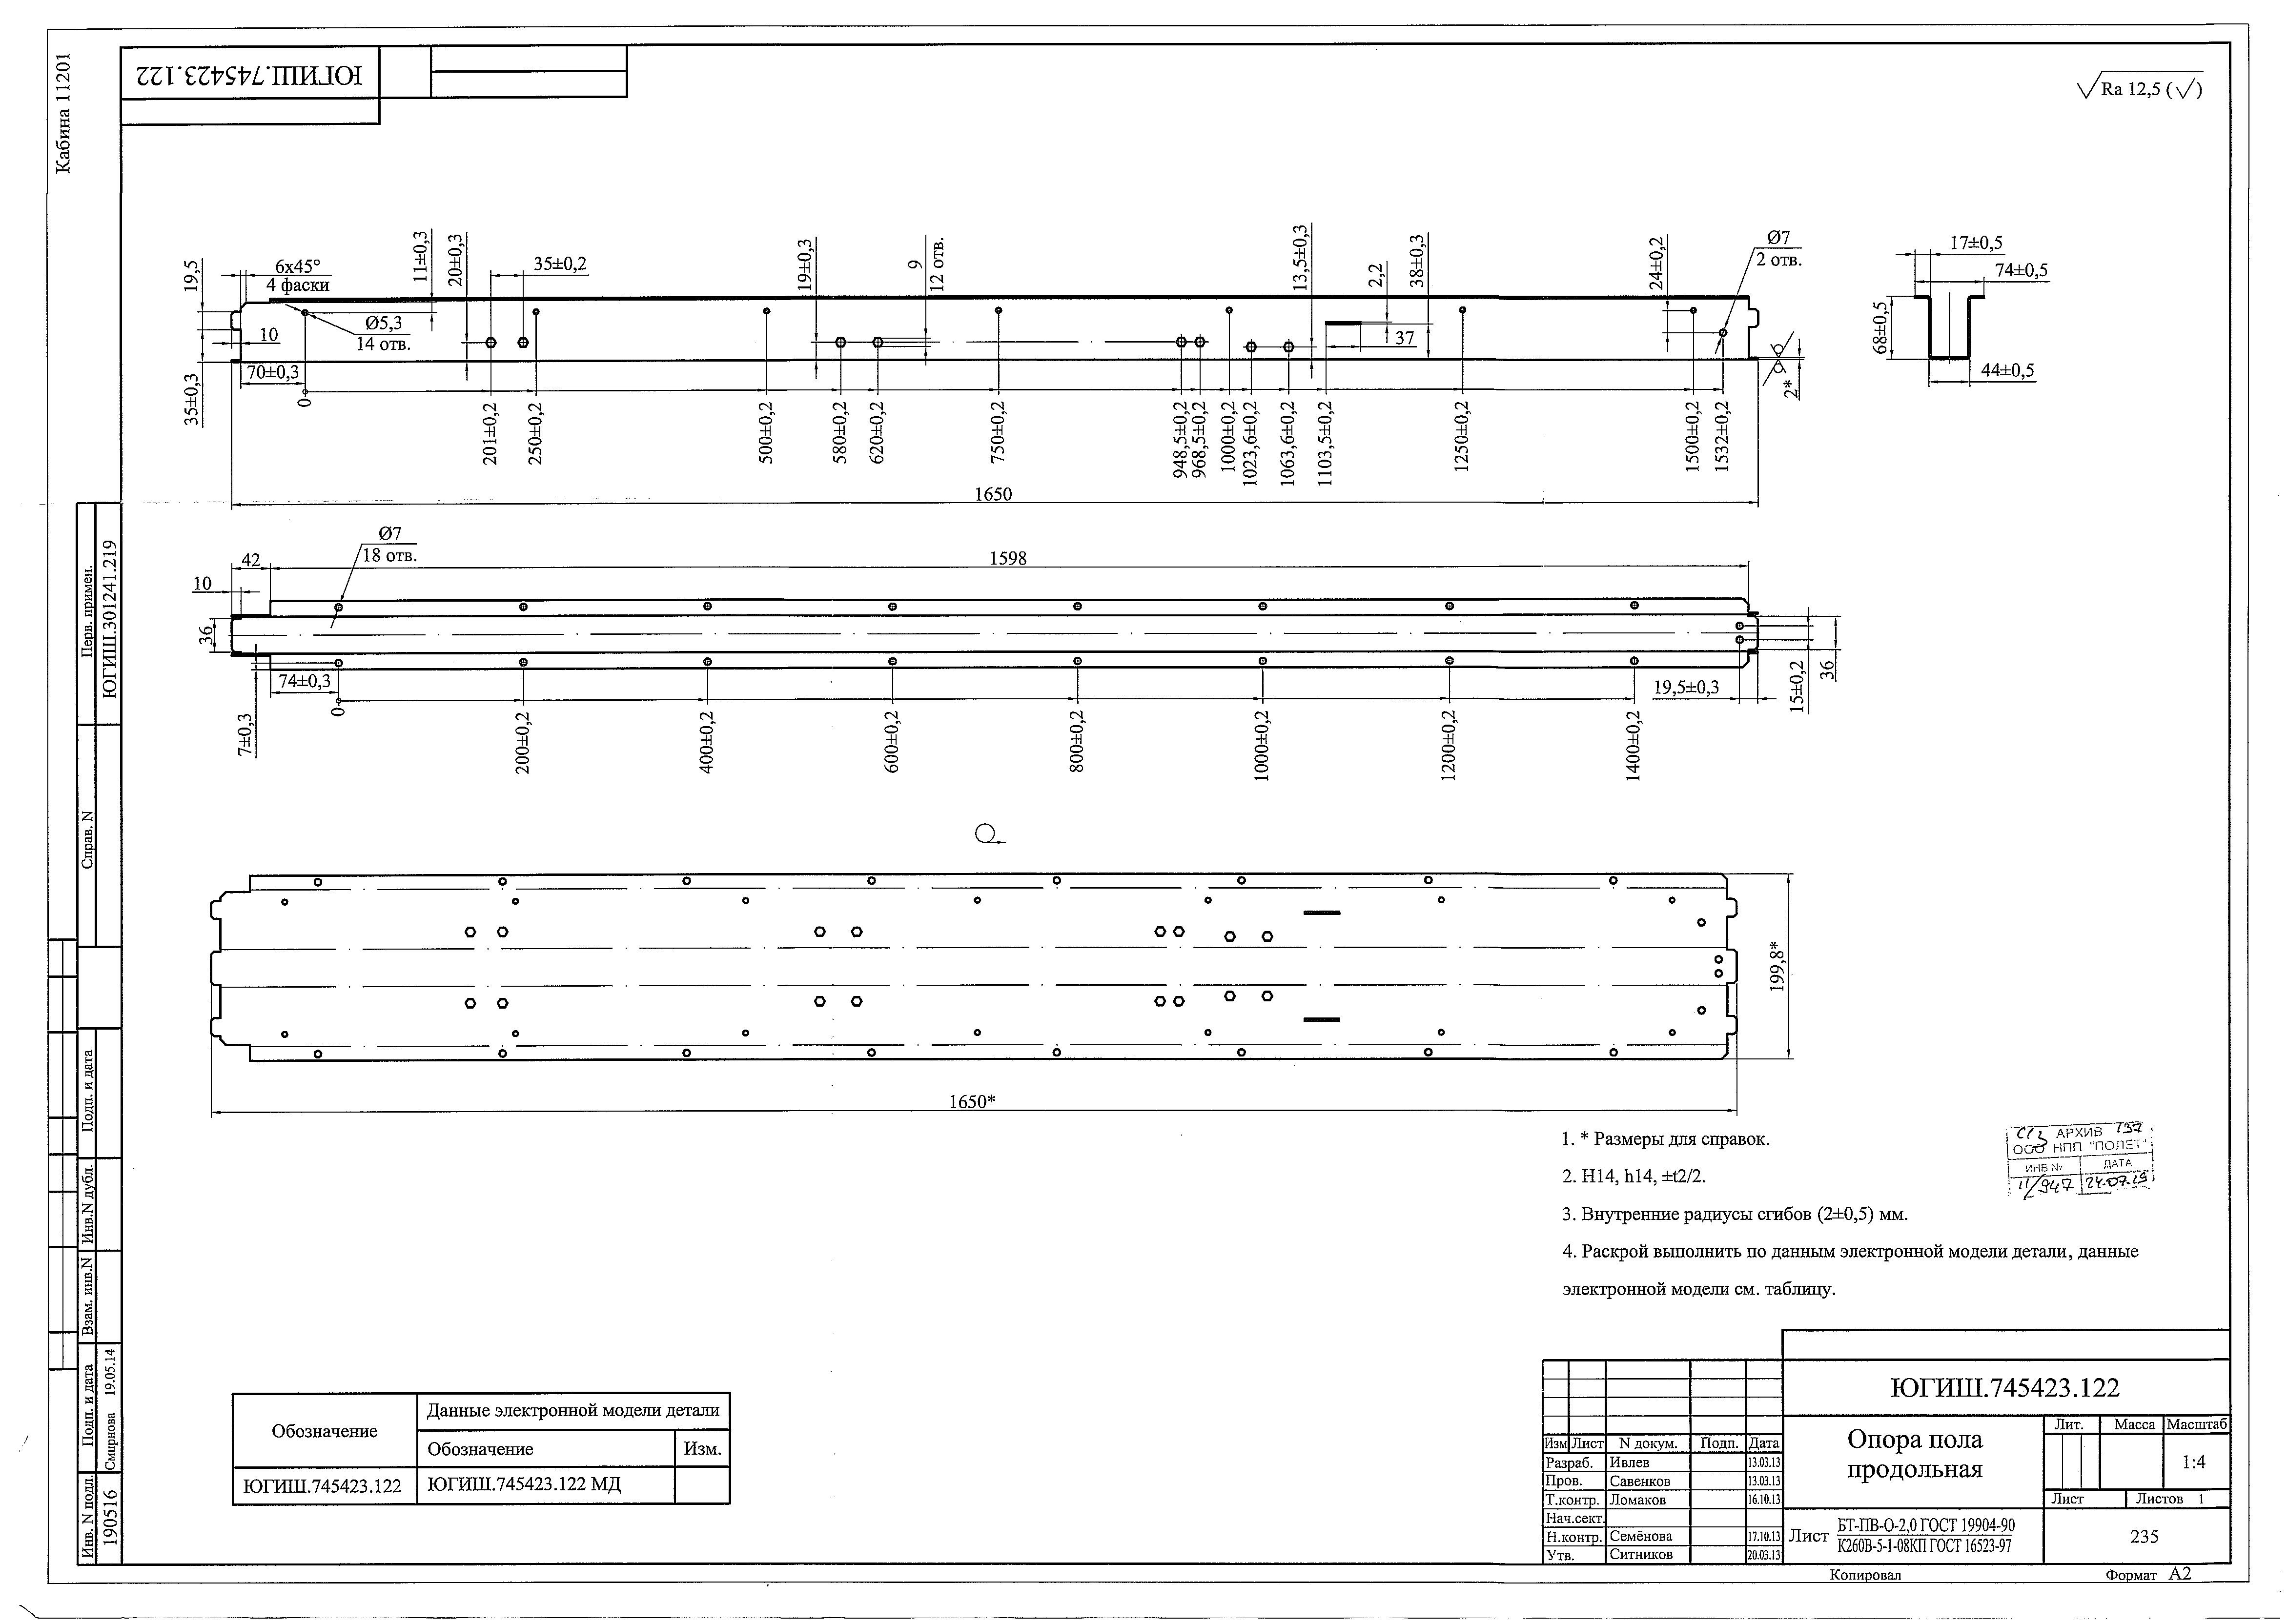 Кабина 11201
ЮГИШ.745423.122
Ra 12,5 (√)
19,5
6x45°
4 фаски
11±0,3
20±0,3
35±0,2
19±0,3
9
12 отв.
13,5±0,3
2,2
38±0,3
24±0,2
Ø7
2 отв.
17±0,5
74±0,5
Ø5,3
14 отв.
10
37
68±0,5
44±0,5
70±0,3
35±0,3
0
201±0,2
250±0,2
500±0,2
580±0,2
620±0,2
750±0,2
948,5±0,2
968,5±0,2
1000±0,2
1023,6±0,2
1063,6±0,2
1103,5±0,2
1250±0,2
1500±0,2
1532±0,2
2*
1650
Ø7
18 отв.
42
1598
10
36
36
74±0,3
19,5±0,3
15±0,2
7±0,3
0
200±0,2
400±0,2
600±0,2
800±0,2
1000±0,2
1200±0,2
1400±0,2
199,8*
1650*
1. * Размеры для справок.
2. H14, h14, ±t2/2.
3. Внутренние радиусы сгибов (2±0,5) мм.
4. Раскрой выполнить по данным электронной модели детали, данные
электронной модели см. таблицу.
АРХИВ
ООО НПП "ПОЛЕТ"
ИНВ № ДАТА
11/947 24.07.15
Перв. примен.
ЮГИШ.301241.219
Справ. N
Подп. и дата
Инв.N дубл.
Взам. инв.N
Подп. и дата
Смирнова 19.05.14
Инв. N подл.
190516
Обозначение
Данные электронной модели детали
Обозначение Изм.
ЮГИШ.745423.122 ЮГИШ.745423.122 МД
ЮГИШ.745423.122
Изм Лист N докум. Подп. Дата
Разраб. Ивлев 13.03.13
Пров. Савенков 13.03.13
Т.контр. Ломаков 16.10.13
Нач.сект.
Н.контр. Семёнова 17.10.13
Утв. Ситников 20.03.13
Опора пола
продольная
Лит. Масса Масштаб
1:4
Лист Листов 1
Лист БТ-ПВ-О-2,0 ГОСТ 19904-90
К260В-5-1-08КП ГОСТ 16523-97
235
Копировал Формат А2